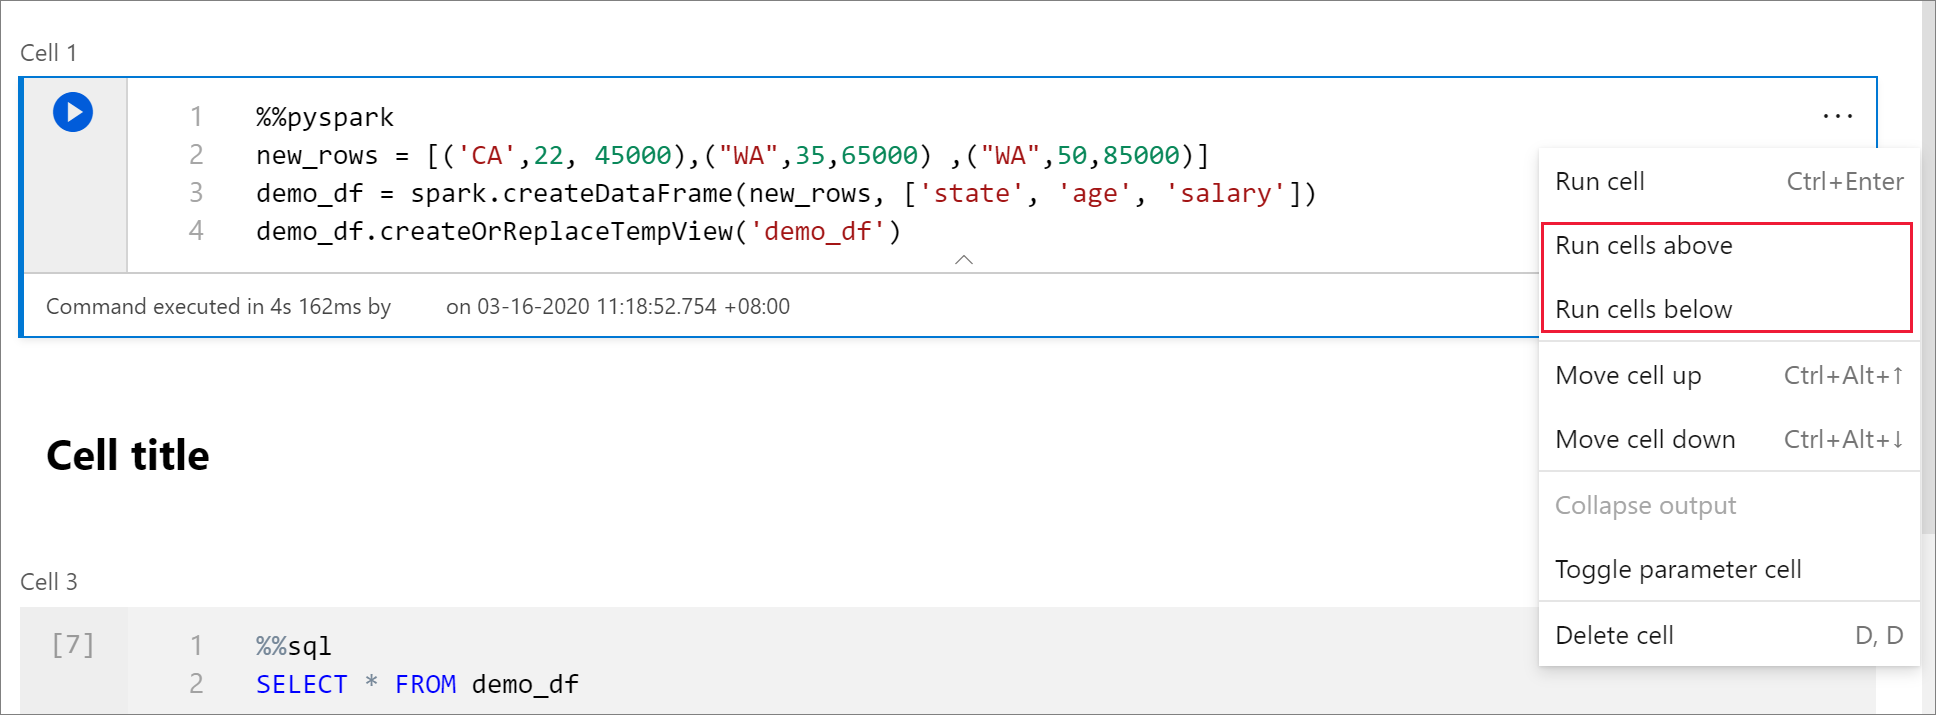 Cell 1
1 %%pyspark
2 new_rows = [('CA',22, 45000),("WA",35,65000) ,("WA",50,85000)]
3 demo_df = spark.createDataFrame(new_rows, ['state', 'age', 'salary'])
4 demo_df.createOrReplaceTempView('demo_df')
Command executed in 4s 162ms by on 03-16-2020 11:18:52.754 +08:00
...
Run cell Ctrl+Enter
Run cells above
Run cells below
Move cell up Ctrl+Alt+↑
Move cell down Ctrl+Alt+↓
Collapse output
Toggle parameter cell
Delete cell D, D
Cell title
Cell 3
[7]
1 %%sql
2 SELECT * FROM demo_df